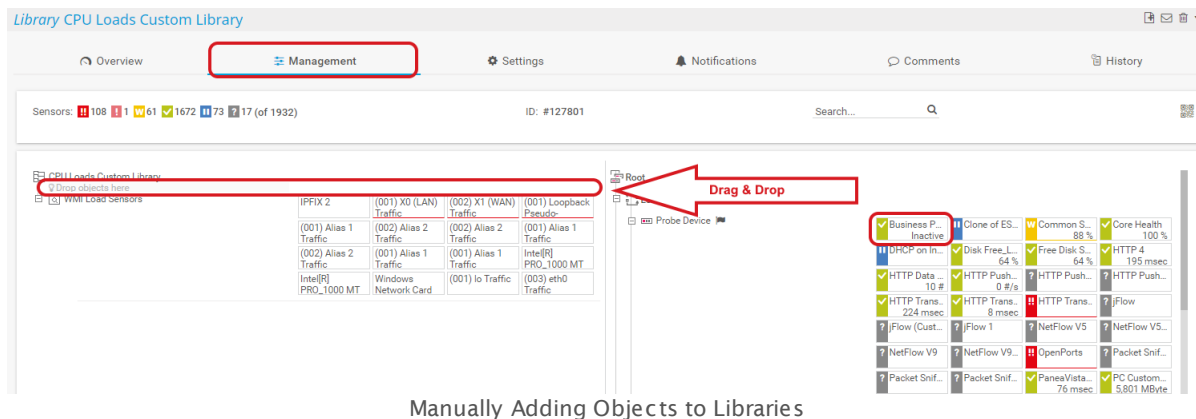 Library CPU Loads Custom Library
Overview
Management
Settings
Notifications
Comments
History
Sensors: !! 108 ! 1 W 61 1672 73 ? 17 (of 1932)
ID: #127801
Search...
CPU Loads Custom Library
Drop objects here
WMI Load Sensors
IPFIX 2
(001) X0 (LAN) Traffic
(002) X1 (WAN) Traffic
(001) Loopback Pseudo-
(001) Alias 1 Traffic
(002) Alias 2 Traffic
(002) Alias 2 Traffic
(001) Alias 1 Traffic
(002) Alias 2 Traffic
(001) Alias 1 Traffic
(001) Alias 1 Traffic
Intel[R] PRO_1000 MT
Intel[R] PRO_1000 MT
Windows Network Card
(001) lo Traffic
(003) eth0 Traffic
Root
Drag & Drop
Probe Device
Business P... Inactive
Clone of ES...
W Common S... 88 %
Core Health 100 %
DHCP on In...
Disk Free_L... 64 %
Free Disk S... 64 %
HTTP 4 195 msec
HTTP Data ... 10 #
HTTP Push... 0 #/s
? HTTP Push...
? HTTP Push...
HTTP Trans.. 224 msec
HTTP Trans.. 8 msec
!! HTTP Trans..
? jFlow
? jFlow (Cust...
? jFlow 1
? NetFlow V5
? NetFlow V5...
? NetFlow V9
? NetFlow V9...
!! OpenPorts
? Packet Snif...
? Packet Snif...
? Packet Snif...
PaneaVista... 76 msec
PC Custom... 5,801 MByte
Manually Adding Objects to Libraries